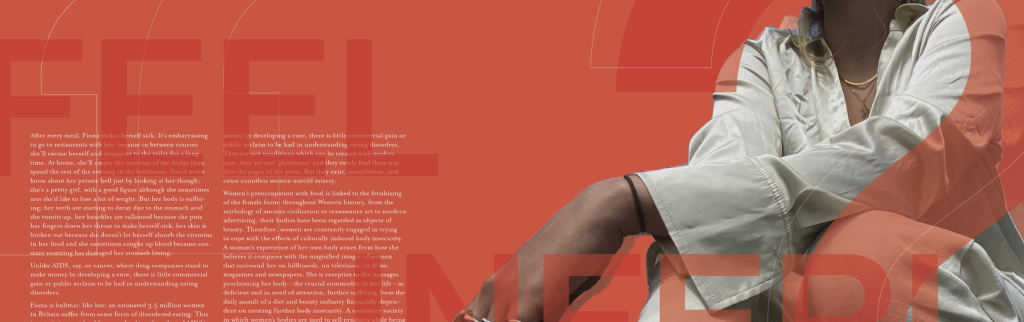 FEEL
After every meal, Fiona makes herself sick. It's embarrassing
to go to restaurants with her, because in between courses
she'll excuse herself and disappear to the toilet for a long
time. At home, she'll empty the contents of the fridge then
spend the rest of the evening in the bathroom. You'd never
know about her private hell just by looking at her though;
she's a pretty girl, with a good figure although she sometimes
says she'd like to lose a bit of weight. But her body is suffer-
ing: her teeth are starting to decay due to the stomach acid
she vomits up, her knuckles are calloused because she puts
her fingers down her throat to make herself sick, her skin is
broken out because she doesn't let herself absorb the vitamins
in her food and she sometimes coughs up blood because con-
stant vomiting has damaged her stomach lining.
Unlike AIDS, say, or cancer, where drug companies stand to
make money by developing a cure, there is little commercial
gain or public acclaim to be had in understanding eating
disorders.
Fiona is bulimic: like her, an estimated 3.5 million women
in Britain suffer from some form of disordered eating. This
money by developing a cure, there is little commercial gain or
public acclaim to be had in understanding eating disorders.
They are not conditions which can be treated with medica-
tion, they are not 'glamorous' and they rarely find their way
into the pages of the press. But they exist, nonetheless, and
cause countless women untold misery.
Women's preoccupation with food is linked to the fetishising
of the female form; throughout Western history, from the
mythology of ancient civilisation to renaissance art to modern
advertising, their bodies have been regarded as objects of
beauty. Therefore, women are constantly engaged in trying
to cope with the effects of culturally induced body insecurity.
A woman's experience of her own body arises from how she
believes it compares with the magnified images of women
that surround her on billboards, on television, in films,
magazines and newspapers. She is receptive to the messages
proclaiming her body - the crucial commodity in her life - as
deficient and in need of attention, further suffering from the
daily assault of a diet and beauty industry financially depen-
dent on creating further body insecurity. A consumer society
in which women's bodies are used to sell products while being